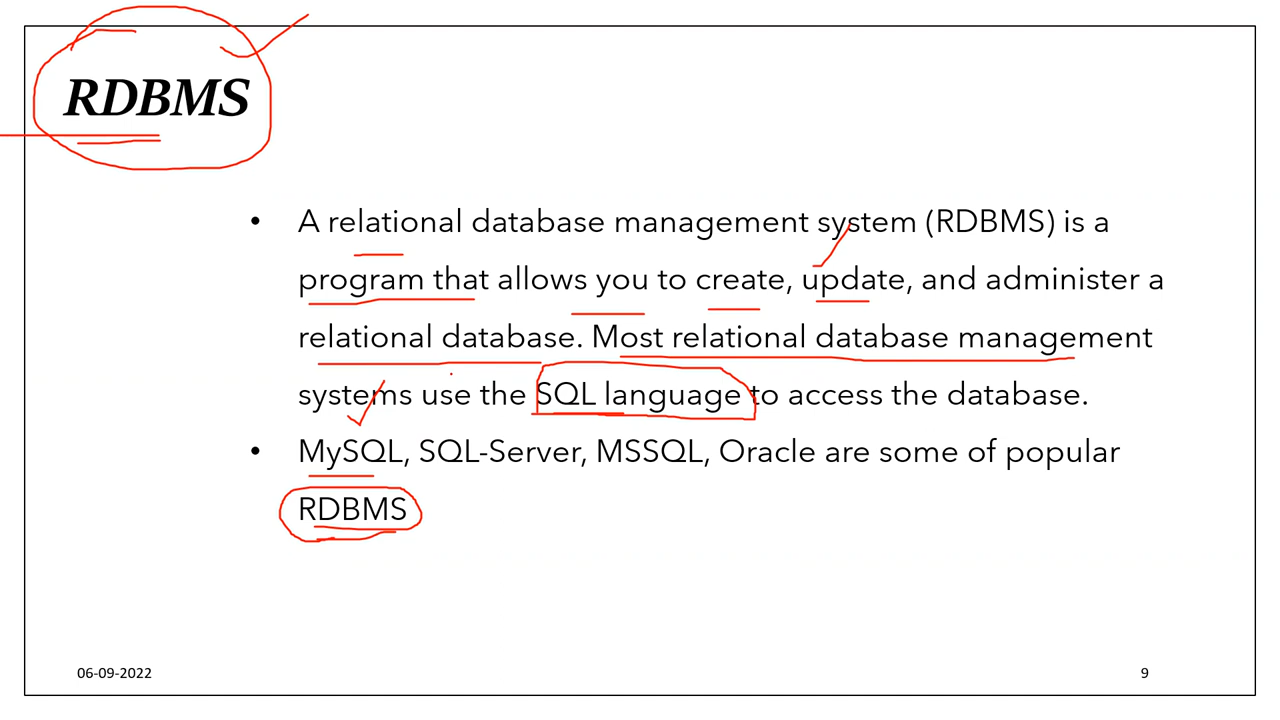 RDBMS
• A relational database management system (RDBMS) is a
program that allows you to create, update, and administer a
relational database. Most relational database management
systems use the SQL language to access the database.
• MySQL, SQL-Server, MSSQL, Oracle are some of popular
RDBMS
06-09-2022
9